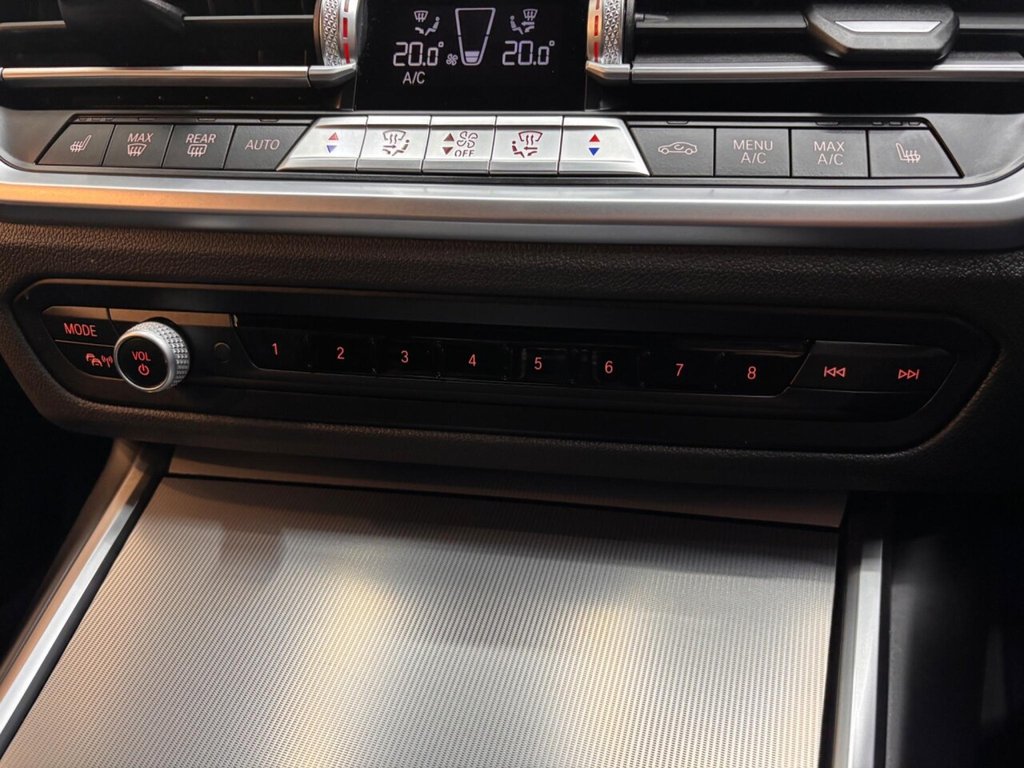 20.0° 20.0°
A/C
MAX REAR AUTO OFF MENU A/C MAX A/C
MODE VOL 1 2 3 4 5 6 7 8